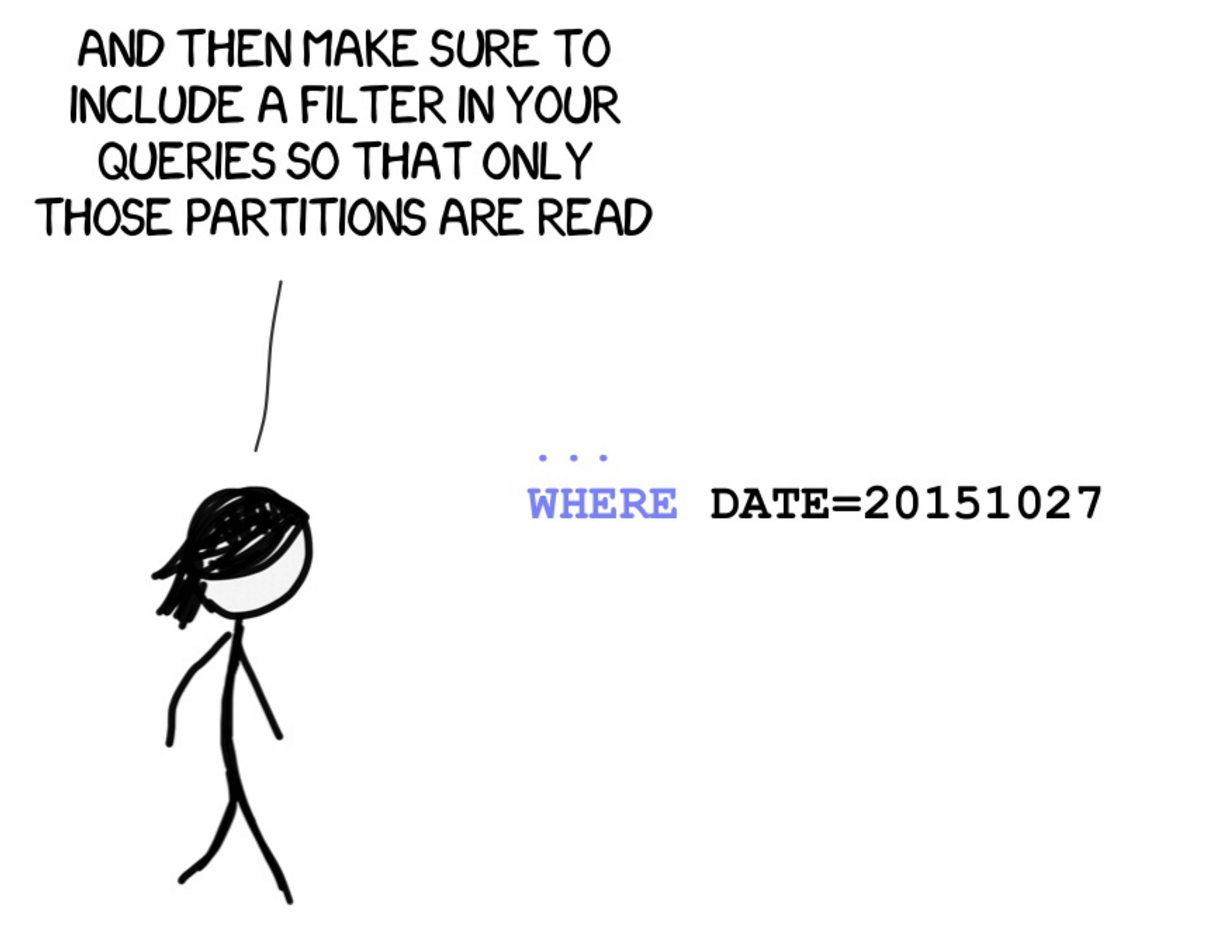 AND THEN MAKE SURE TO
INCLUDE A FILTER IN YOUR
QUERIES SO THAT ONLY
THOSE PARTITIONS ARE READ
...
WHERE DATE=20151027